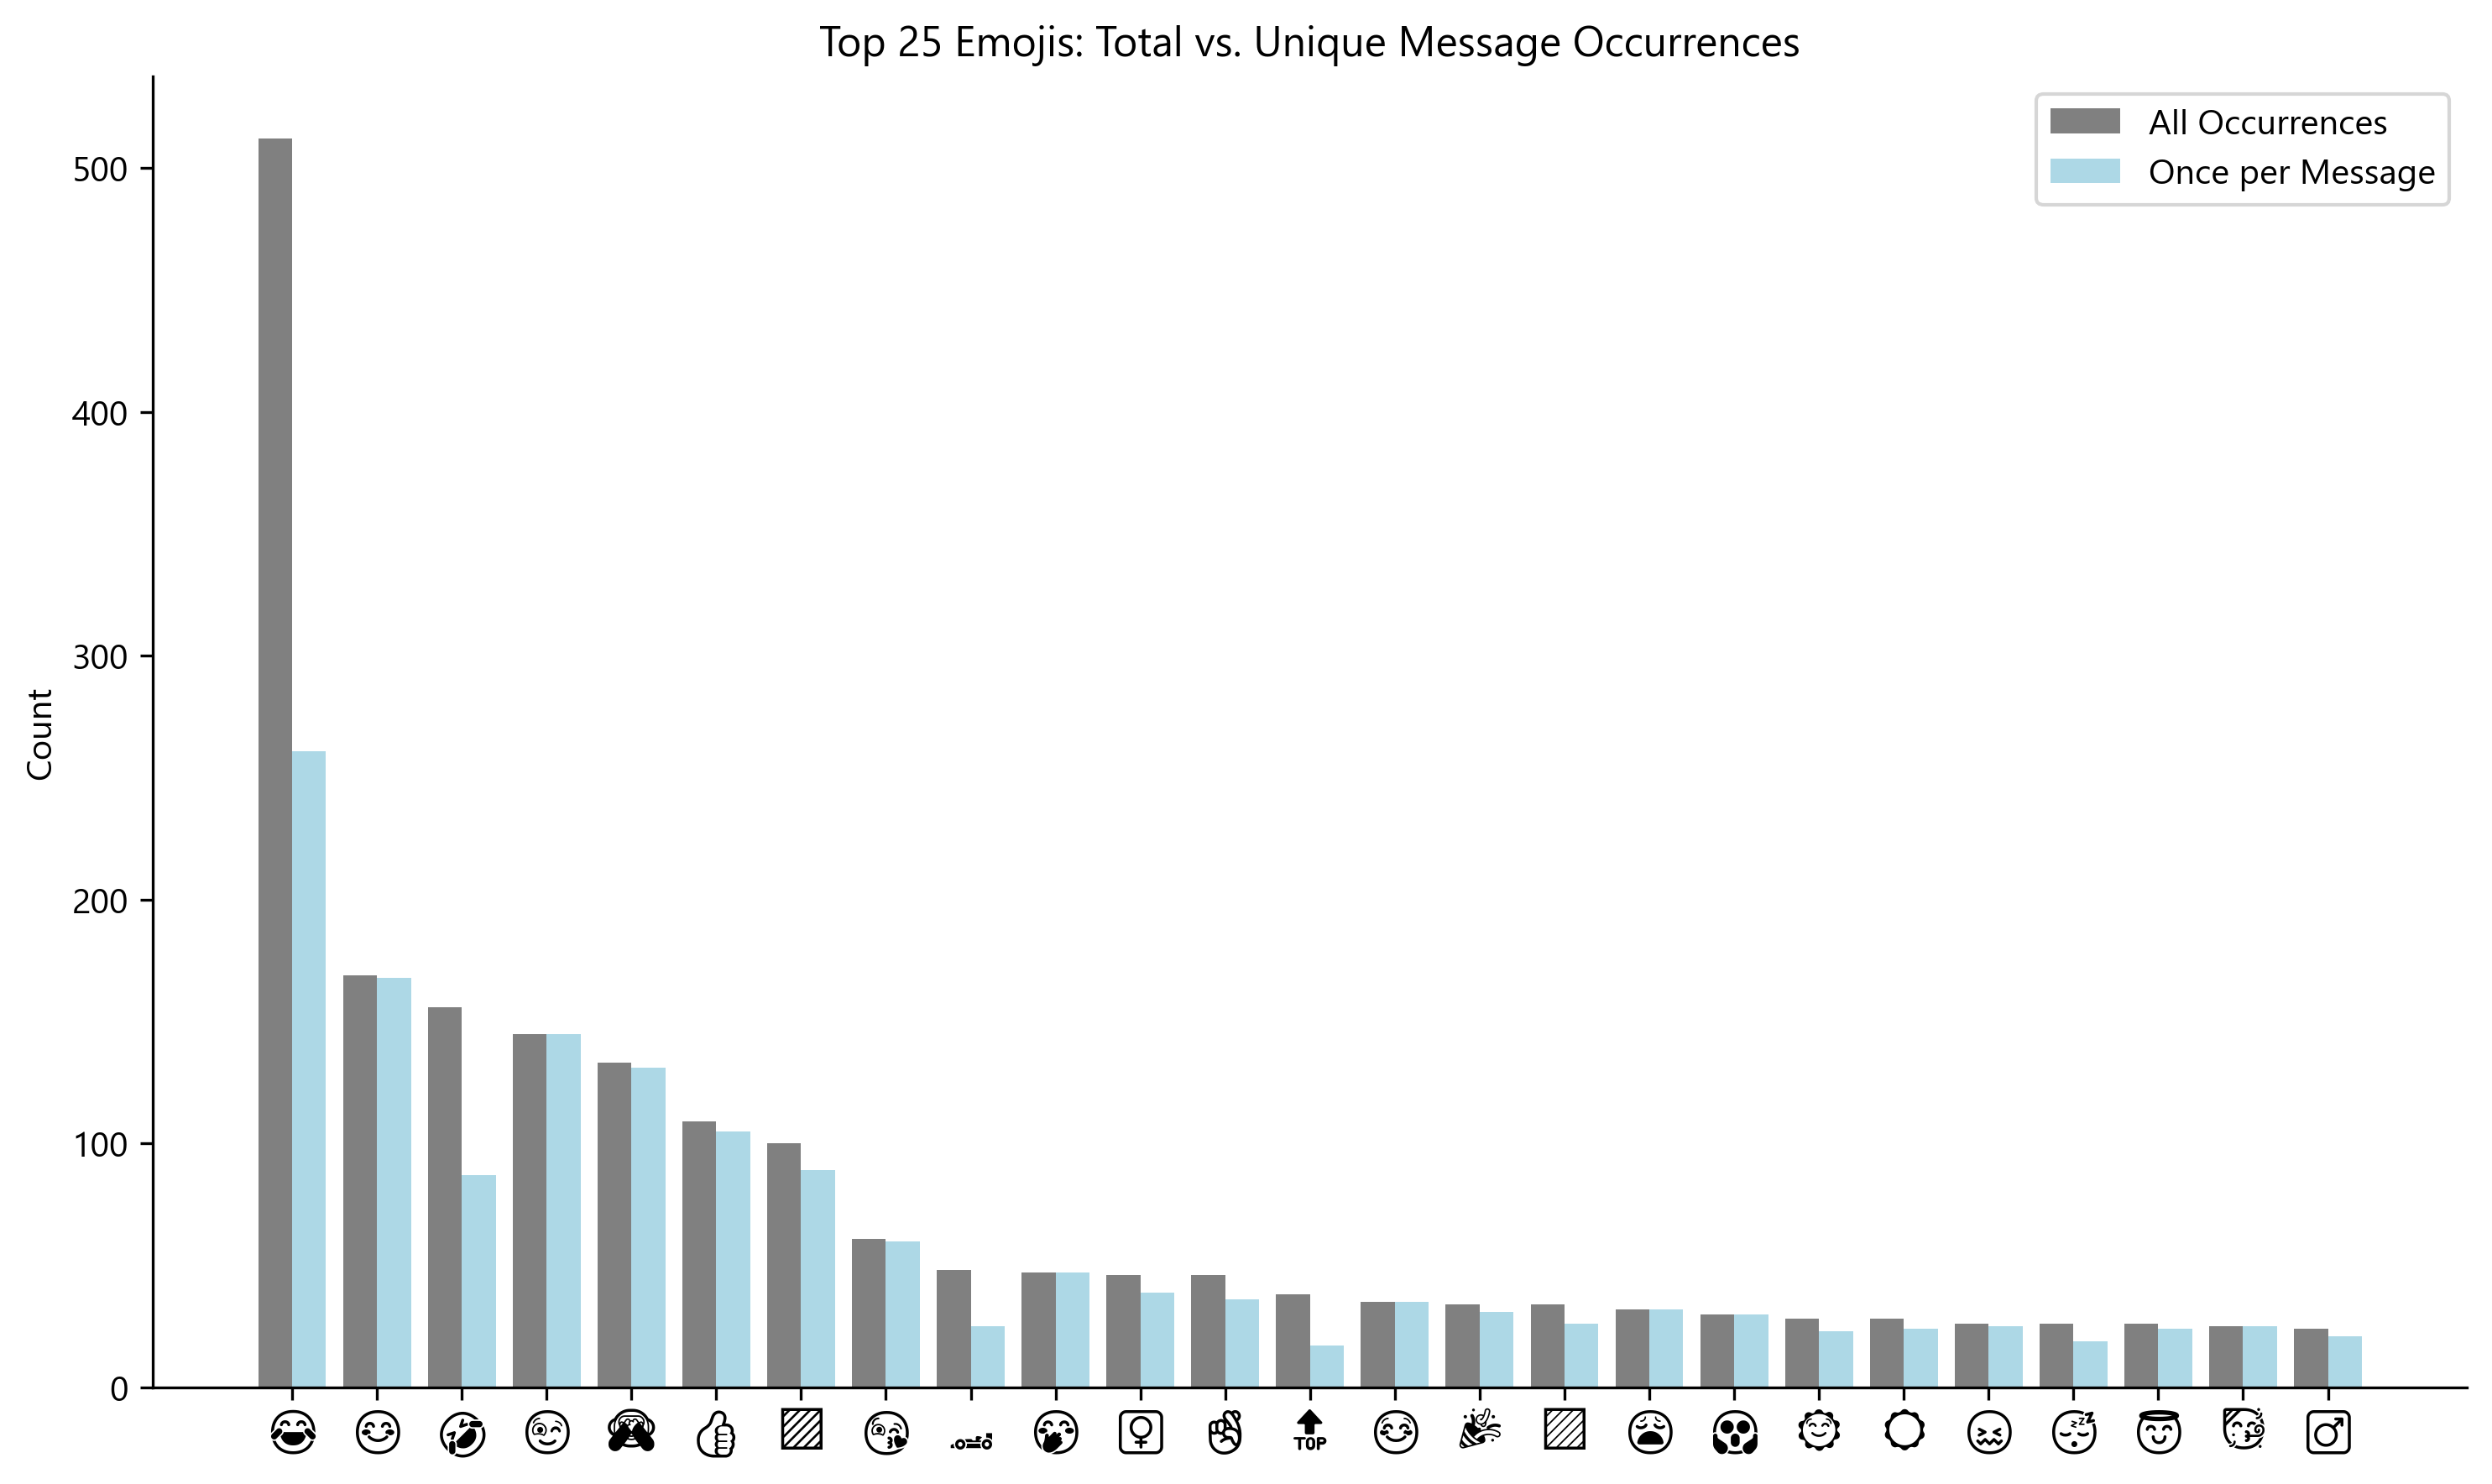 Top 25 Emojis: Total vs. Unique Message Occurrences
All Occurrences
Once per Message
500
400
300
200
100
0
Count
TOP